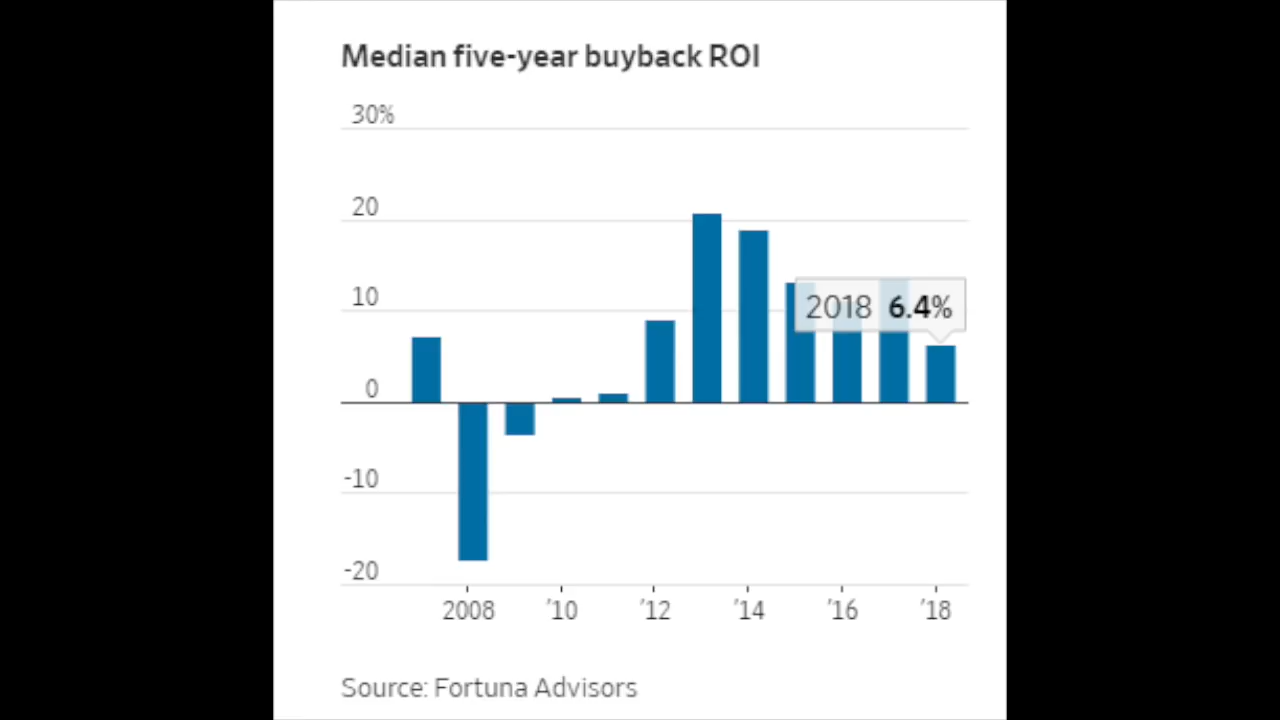 Median five-year buyback ROI
30%
20
10
2018 6.4%
0
-10
-20
2008 ’10 ’12 ’14 ’16 ’18
Source: Fortuna Advisors